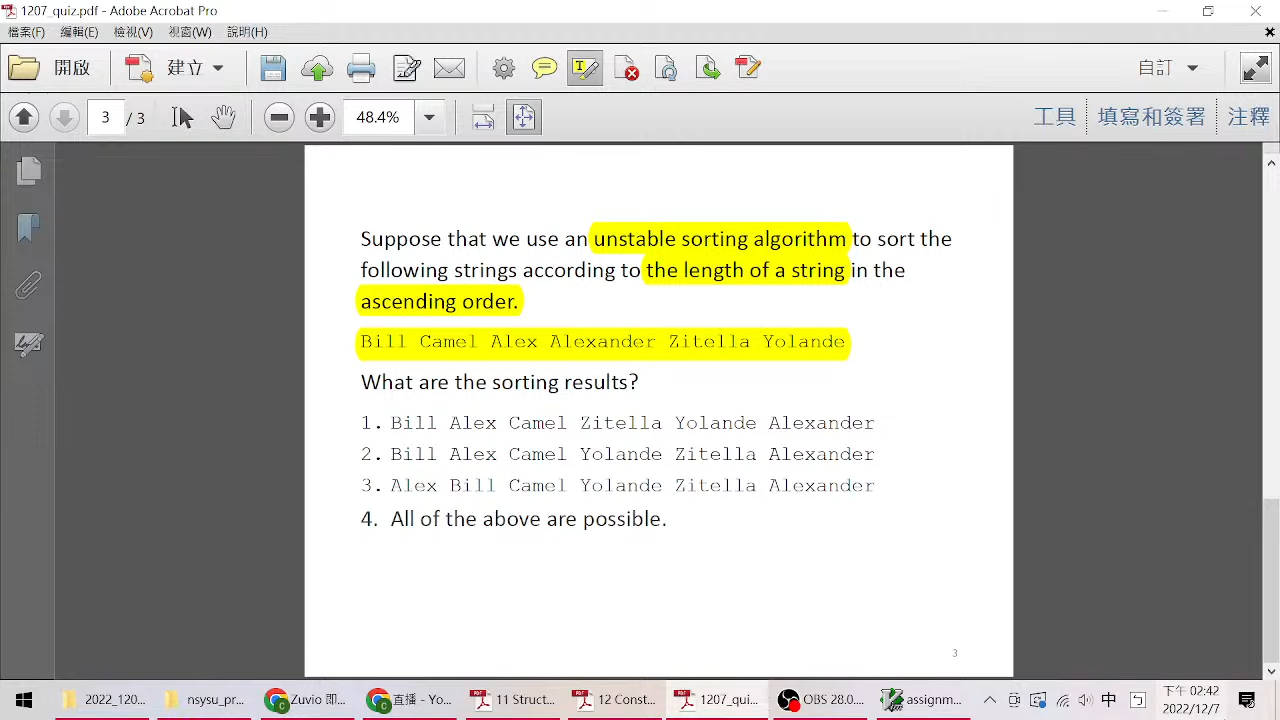 1207_quiz.pdf - Adobe Acrobat Pro
檔案(F) 編輯(E) 檢視(V) 視窗(W) 說明(H)
開啟 建立 自訂
3 / 3 48.4% 工具 填寫和簽署 注釋
Suppose that we use an unstable sorting algorithm to sort the
following strings according to the length of a string in the
ascending order.
Bill Camel Alex Alexander Zitella Yolande
What are the sorting results?
1. Bill Alex Camel Zitella Yolande Alexander
2. Bill Alex Camel Yolande Zitella Alexander
3. Alex Bill Camel Yolande Zitella Alexander
4. All of the above are possible.
3
2022_120... nsysu_pr... Zuvio 即... 直播 - Yo... 11 Struct... 12 Const... 1207_qui... OBS 28.0... assignm... 中 下午 02:42
2022/12/7